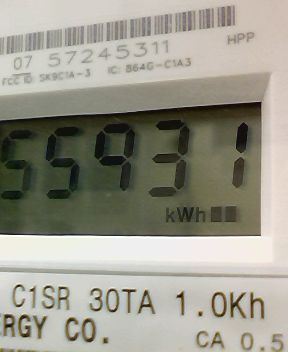 07 57245311
HPP
FCC ID: SK9C1A-3 IC: 864G-C1A3
55931
kWh
C1SR 30TA 1.0Kh
ERGY CO.
CA 0.5